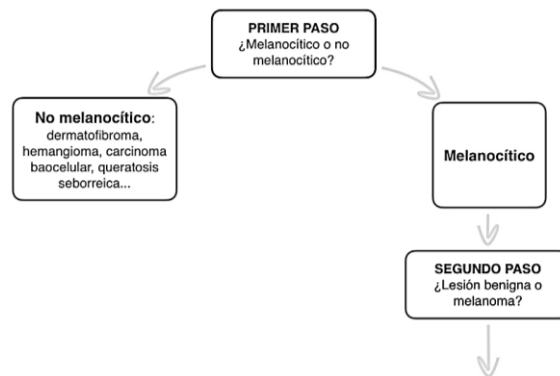 PRIMER PASO
¿Melanocítico o no
melanocítico?
No melanocítico:
dermatofibroma,
hemangioma, carcinoma
baocelular, queratosis
seborreica...
Melanocítico
SEGUNDO PASO
¿Lesión benigna o
melanoma?